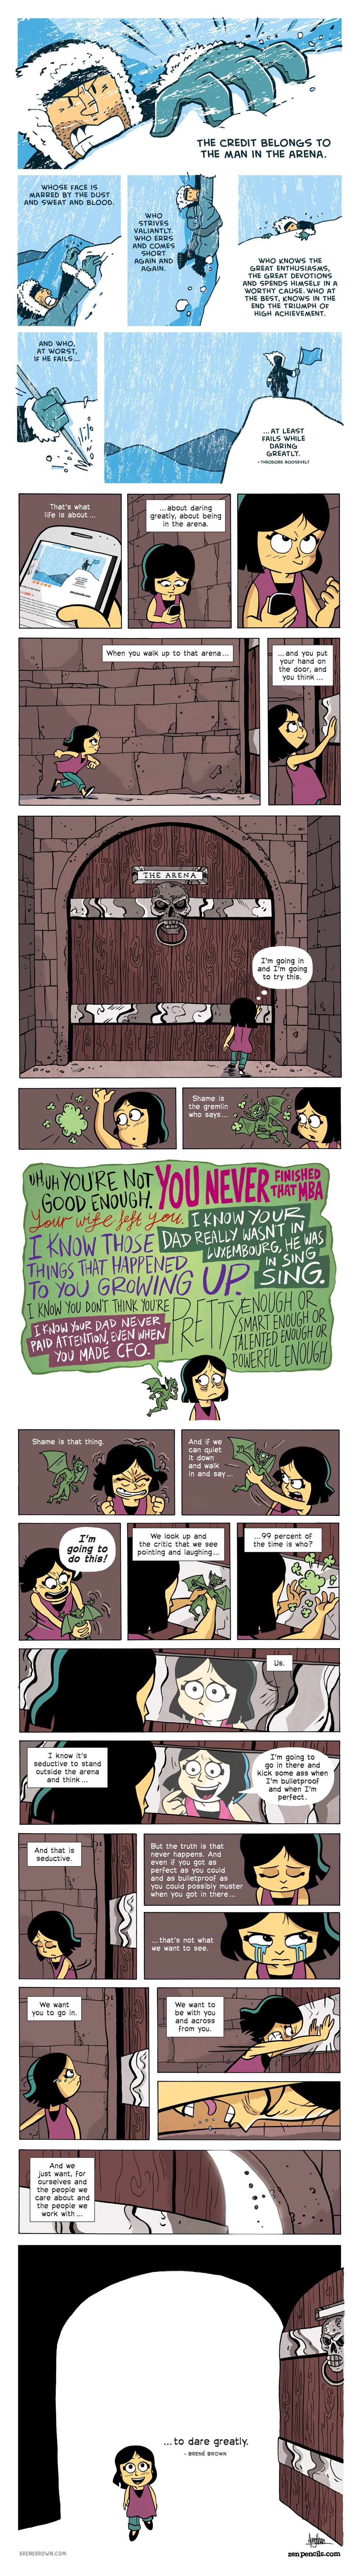 THE CREDIT BELONGS TO
THE MAN IN THE ARENA.
WHOSE FACE IS
MARRED BY THE DUST
AND SWEAT AND BLOOD.
WHO
STRIVES
VALIANTLY.
WHO ERRS
AND COMES
SHORT
AGAIN AND
AGAIN.
WHO KNOWS THE
GREAT ENTHUSIASMS,
THE GREAT DEVOTIONS
AND SPENDS HIMSELF IN A
WORTHY CAUSE. WHO AT
THE BEST, KNOWS IN THE
END THE TRIUMPH OF
HIGH ACHIEVEMENT.
AND WHO,
AT WORST,
IF HE FAILS...
...AT LEAST
FAILS WHILE
DARING
GREATLY.
- THEODORE ROOSEVELT
That's what
life is about...
...about daring
greatly, about being
in the arena.
When you walk up to that arena...
...and you put
your hand on
the door, and
you think...
THE ARENA
I'm going in
and I'm going
to try this.
Shame is
the gremlin
who says...
UH UH YOU'RE NOT
GOOD ENOUGH.
YOU NEVER
FINISHED
THAT MBA
Your wife left you.
I KNOW YOUR
DAD REALLY WASN'T IN
LUXEMBOURG, HE WAS
IN SING
SING.
I KNOW THOSE
THINGS THAT HAPPENED
TO YOU GROWING UP.
I KNOW YOU DON'T THINK YOU'RE
PRETTY ENOUGH OR
SMART ENOUGH OR
TALENTED ENOUGH OR
POWERFUL ENOUGH
I KNOW YOUR DAD NEVER
PAID ATTENTION, EVEN WHEN
YOU MADE CFO.
Shame is that thing.
And if we
can quiet
it down
and walk
in and say...
I'm
going to
do this!
We look up and
the critic that we see
pointing and laughing...
...99 percent of
the time is who?
Us.
I know it's
seductive to stand
outside the arena
and think...
I'm going to
go in there and
kick some ass when
I'm bulletproof
and when I'm
perfect.
And that is
seductive.
But the truth is that
never happens. And
even if you got as
perfect as you could
and as bulletproof as
you could possibly muster
when you got in there...
...that's not what
we want to see.
We want
you to go in.
We want to
be with you
and across
from you.
And we
just want, for
ourselves and
the people we
care about and
the people we
work with...
...to dare greatly.
- BRENÉ BROWN
BRENEBROWN.COM
zenpencils.com